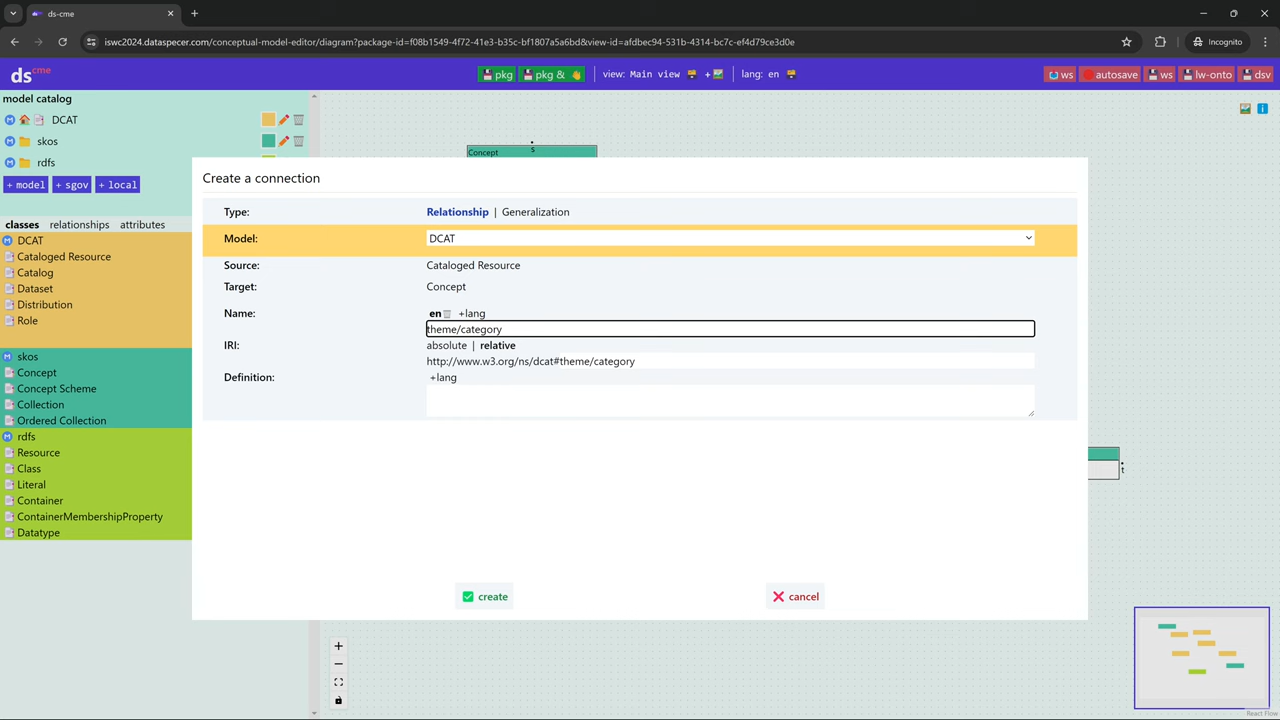 ds-cme
iswc2024.dataspecer.com/conceptual-model-editor/diagram?package-id=f08b1549-4f72-41e3-b35c-bf1807a5a6bd&view-id=afdbec94-531b-4314-bc7c-ef4d79ce3d0e
Incognito
ds cme
pkg
pkg &
view: Main view
+
lang: en
ws
autosave
ws
lw-onto
dsv
model catalog
M DCAT
M skos
M rdfs
+ model
+ sgov
+ local
classes relationships attributes
M DCAT
Cataloged Resource
Catalog
Dataset
Distribution
Role
skos
Concept
Concept Scheme
Collection
Ordered Collection
M rdfs
Resource
Class
Literal
Container
ContainerMembershipProperty
Datatype
Concept
s
Create a connection
Type: Relationship | Generalization
Model: DCAT
Source: Cataloged Resource
Target: Concept
Name: en +lang
theme/category
IRI: absolute | relative
http://www.w3.org/ns/dcat#theme/category
Definition: +lang
create
cancel
t
React Flow